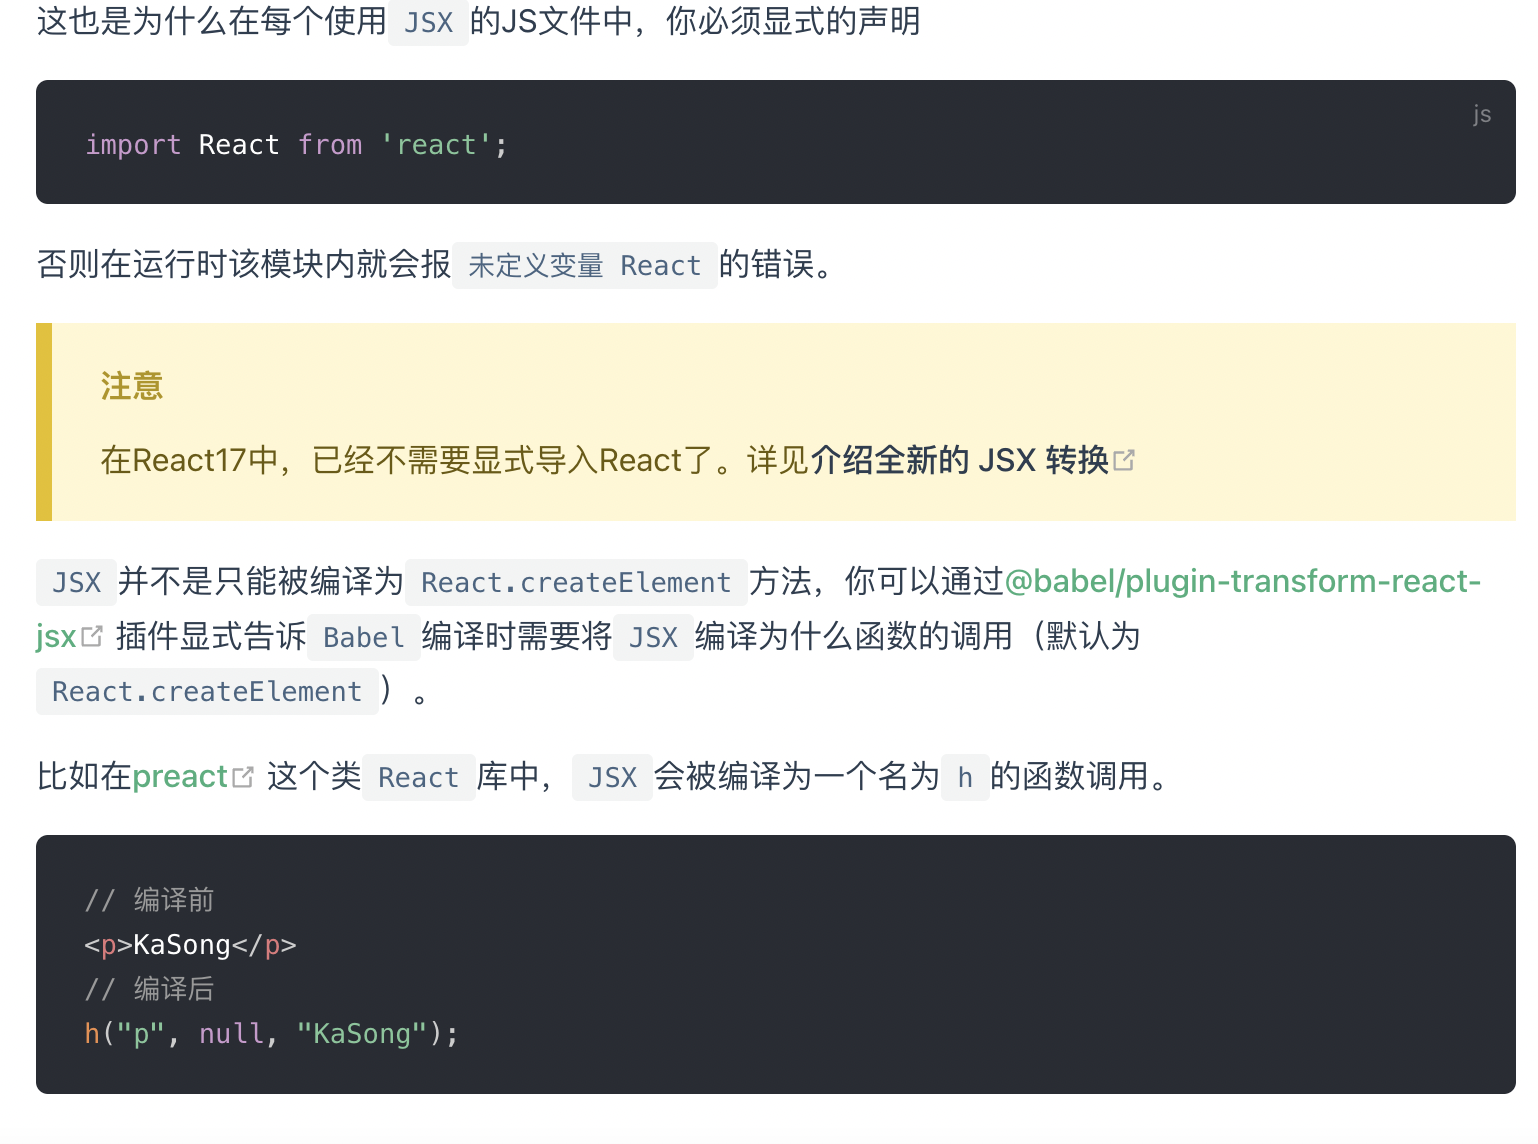 这也是为什么在每个使用 JSX 的JS文件中，你必须显式的声明
js
import React from 'react';
否则在运行时该模块内就会报 未定义变量 React 的错误。
注意
在React17中，已经不需要显式导入React了。详见介绍全新的 JSX 转换
JSX 并不是只能被编译为 React.createElement 方法，你可以通过@babel/plugin-transform-react-
jsx 插件显式告诉 Babel 编译时需要将 JSX 编译为什么函数的调用（默认为
React.createElement ）。
比如在preact 这个类 React 库中， JSX 会被编译为一个名为 h 的函数调用。
// 编译前
<p>KaSong</p>
// 编译后
h("p", null, "KaSong");